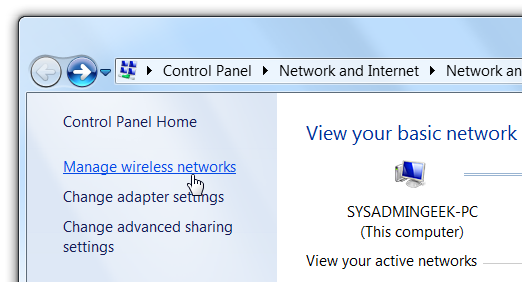 Control Panel Network and Internet Network an
Control Panel Home
Manage wireless networks
Change adapter settings
Change advanced sharing
settings
View your basic network
SYSADMINGEEK-PC
(This computer)
View your active networks